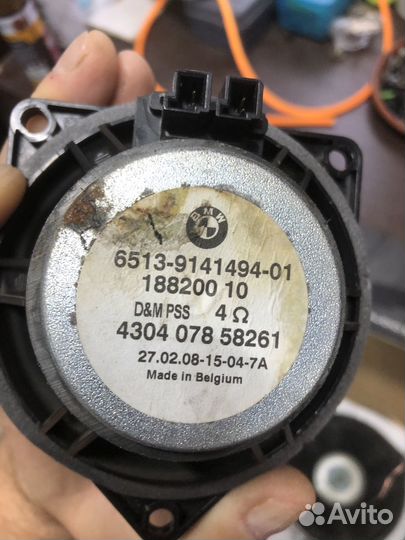 BMW
6513-9141494-01
188200 10
D&M PSS 4 Ω
4304 078 58261
27.02.08-15-04-7A
Made in Belgium
Avito